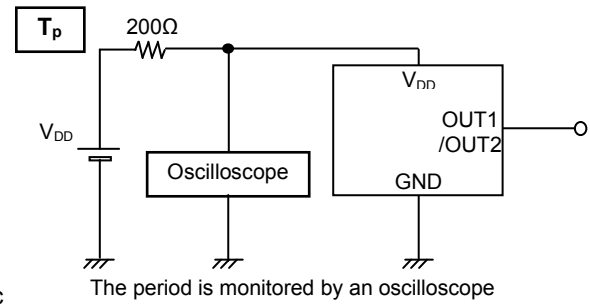 Tp
200Ω
VDD
VDD
OUT1
/OUT2
Oscilloscope
GND
The period is monitored by an oscilloscope
c